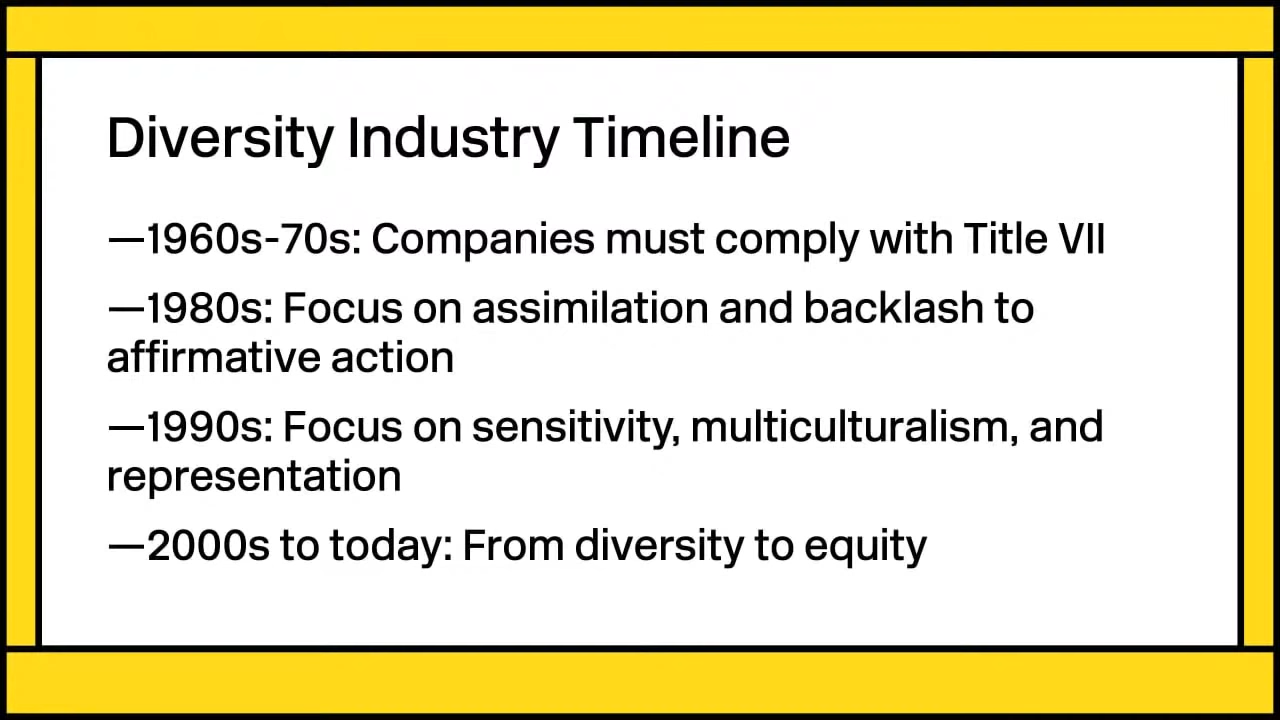 Diversity Industry Timeline
—1960s-70s: Companies must comply with Title VII
—1980s: Focus on assimilation and backlash to
affirmative action
—1990s: Focus on sensitivity, multiculturalism, and
representation
—2000s to today: From diversity to equity